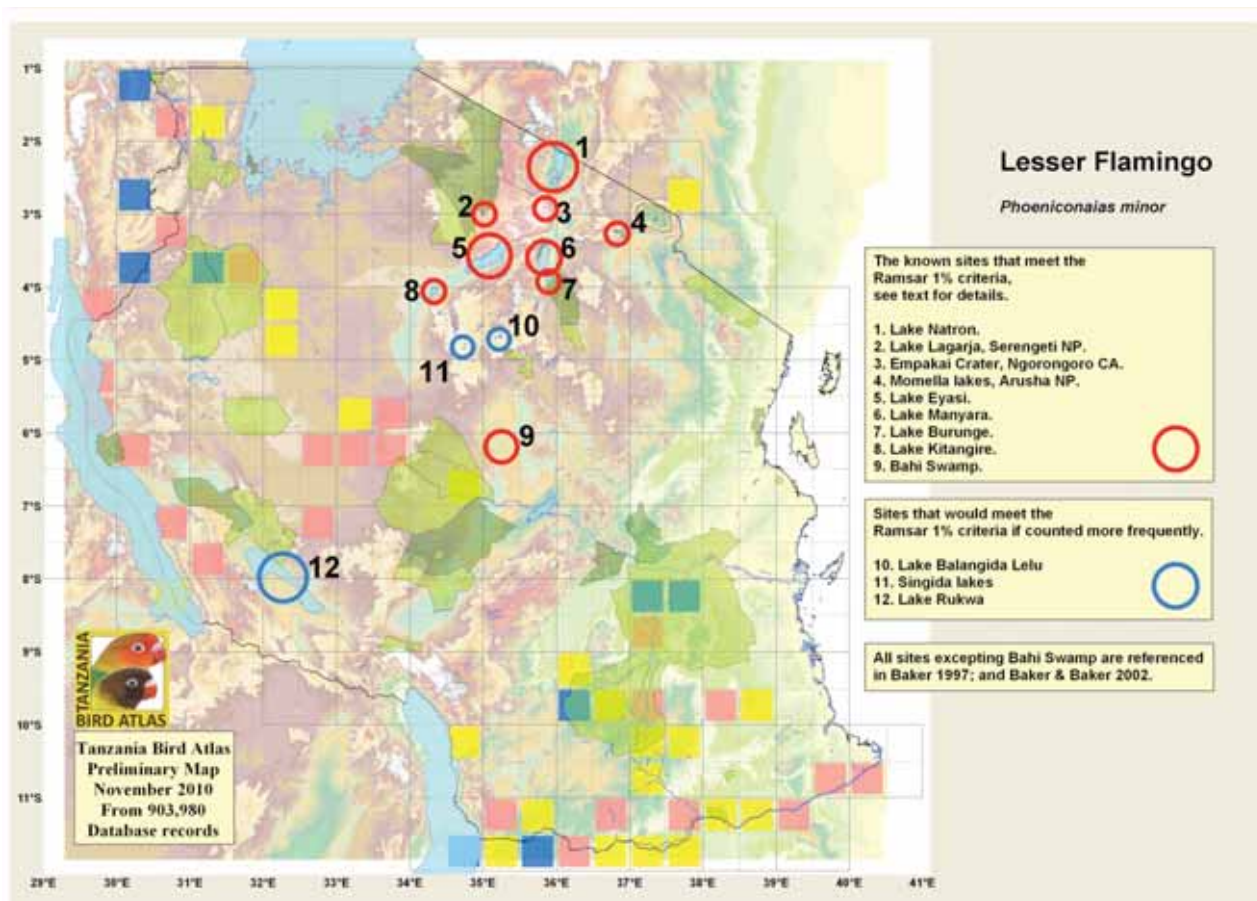 1°S
2°S
3°S
4°S
5°S
6°S
7°S
8°S
9°S
10°S
11°S
1
2
3
4
5
6
7
8
10
11
9
12
Lesser Flamingo
Phoeniconaias minor
The known sites that meet the
Ramsar 1% criteria,
see text for details.
1. Lake Natron.
2. Lake Lagarja, Serengeti NP.
3. Empakai Crater, Ngorongoro CA.
4. Momella lakes, Arusha NP.
5. Lake Eyasi.
6. Lake Manyara.
7. Lake Burunge.
8. Lake Kitangire.
9. Bahi Swamp.
Sites that would meet the
Ramsar 1% criteria if counted more frequently.
10. Lake Balangida Lelu
11. Singida lakes
12. Lake Rukwa
All sites excepting Bahi Swamp are referenced
in Baker 1997; and Baker & Baker 2002.
TANZANIA
BIRD ATLAS
Tanzania Bird Atlas
Preliminary Map
November 2010
From 903,980
Database records
29°E 30°E 31°E 32°E 33°E 34°E 35°E 36°E 37°E 38°E 39°E 40°E 41°E